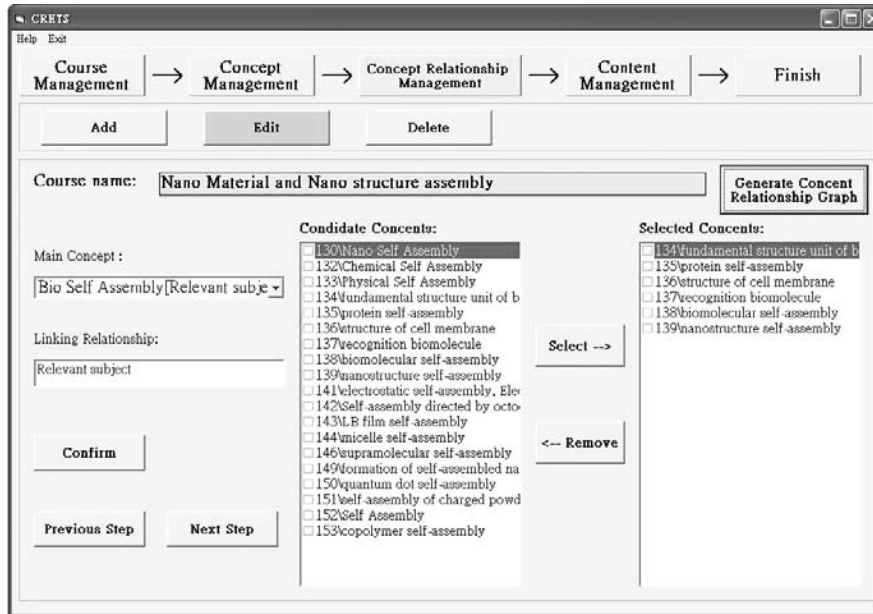 CRETS
Help Exit
Course Management → Concept Management → Concept Relationship Management → Content Management → Finish
Add Edit Delete
Course name: Nano Material and Nano structure assembly
Generate Concent Relationship Graph
Main Concept :
Bio Self Assembly[Relevant subje
Linking Relationship:
Relevant subject
Confirm
Previous Step Next Step
Candidate Concents:
130\Nano Self Assembly
132\Chemical Self Assembly
133\Physical Self Assembly
134\fundamental structure unit of b
135\protein self-assembly
136\structure of cell membrane
137\recognition biomolecule
138\biomolecular self-assembly
139\nanostructure self-assembly
141\electrostatic self-assembly, Elec
142\Self-assembly directed by octo
143\LB film self-assembly
144\micelle self-assembly
146\supramolecular self-assembly
149\formation of self-assembled na
150\quantum dot self-assembly
151\self-assembly of charged powd
152\Self Assembly
153\copolymer self-assembly
Select -->
<-- Remove
Selected Concents:
134\fundamental structure unit of b
135\protein self-assembly
136\structure of cell membrane
137\recognition biomolecule
138\biomolecular self-assembly
139\nanostructure self-assembly